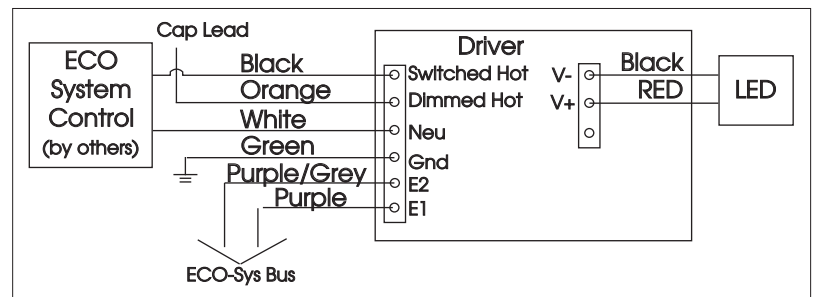 Cap Lead
ECO
System
Control
(by others)
Black
Orange
White
Green
Purple/Grey
Purple
ECO-Sys Bus
Driver
Switched Hot
Dimmed Hot
Neu
Gnd
E2
E1
V-
V+
Black
RED
LED